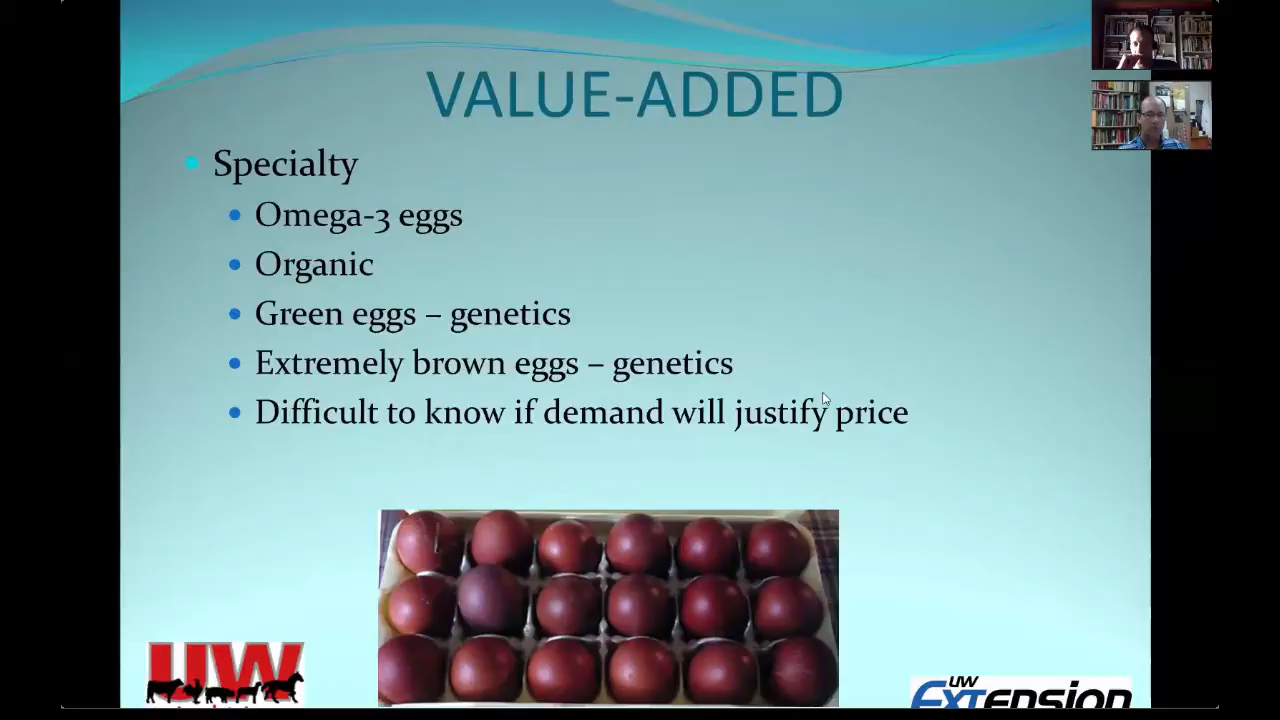 VALUE-ADDED
Specialty
Omega-3 eggs
Organic
Green eggs – genetics
Extremely brown eggs – genetics
Difficult to know if demand will justify price
UW
UW
Extension